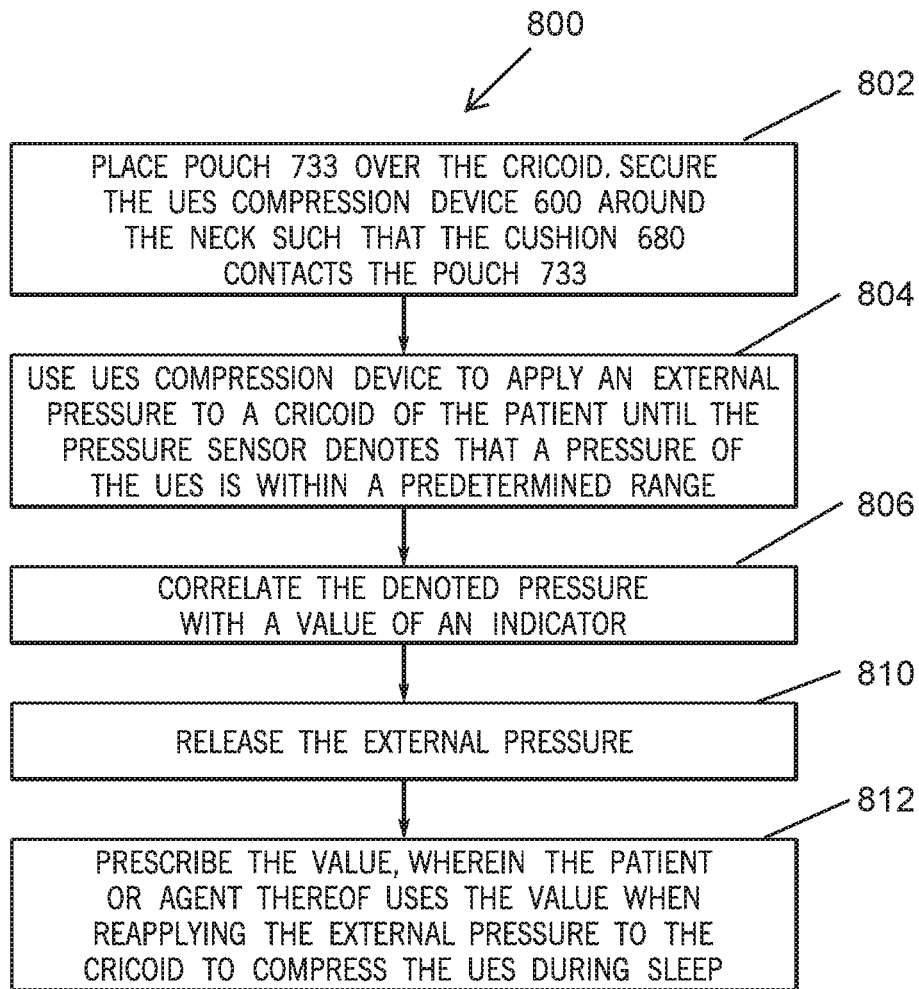 800
802
PLACE POUCH 733 OVER THE CRICOID. SECURE
THE UES COMPRESSION DEVICE 600 AROUND
THE NECK SUCH THAT THE CUSHION 680
CONTACTS THE POUCH 733
804
USE UES COMPRESSION DEVICE TO APPLY AN EXTERNAL
PRESSURE TO A CRICOID OF THE PATIENT UNTIL THE
PRESSURE SENSOR DENOTES THAT A PRESSURE OF
THE UES IS WITHIN A PREDETERMINED RANGE
806
CORRELATE THE DENOTED PRESSURE
WITH A VALUE OF AN INDICATOR
810
RELEASE THE EXTERNAL PRESSURE
812
PRESCRIBE THE VALUE, WHEREIN THE PATIENT
OR AGENT THEREOF USES THE VALUE WHEN
REAPPLYING THE EXTERNAL PRESSURE TO THE
CRICOID TO COMPRESS THE UES DURING SLEEP